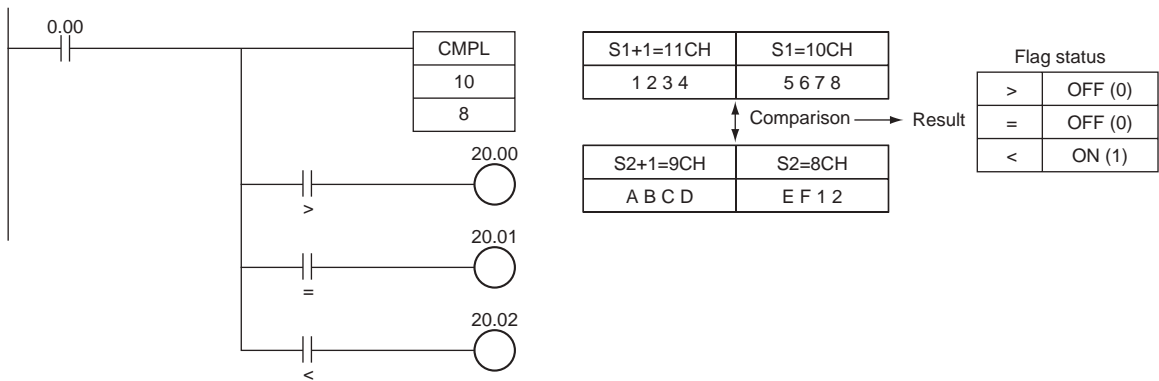 0.00
CMPL
10
8
20.00
>
20.01
=
20.02
<
S1+1=11CH S1=10CH
1 2 3 4 5 6 7 8
Comparison Result
S2+1=9CH S2=8CH
A B C D E F 1 2
Flag status
> OFF (0)
= OFF (0)
< ON (1)